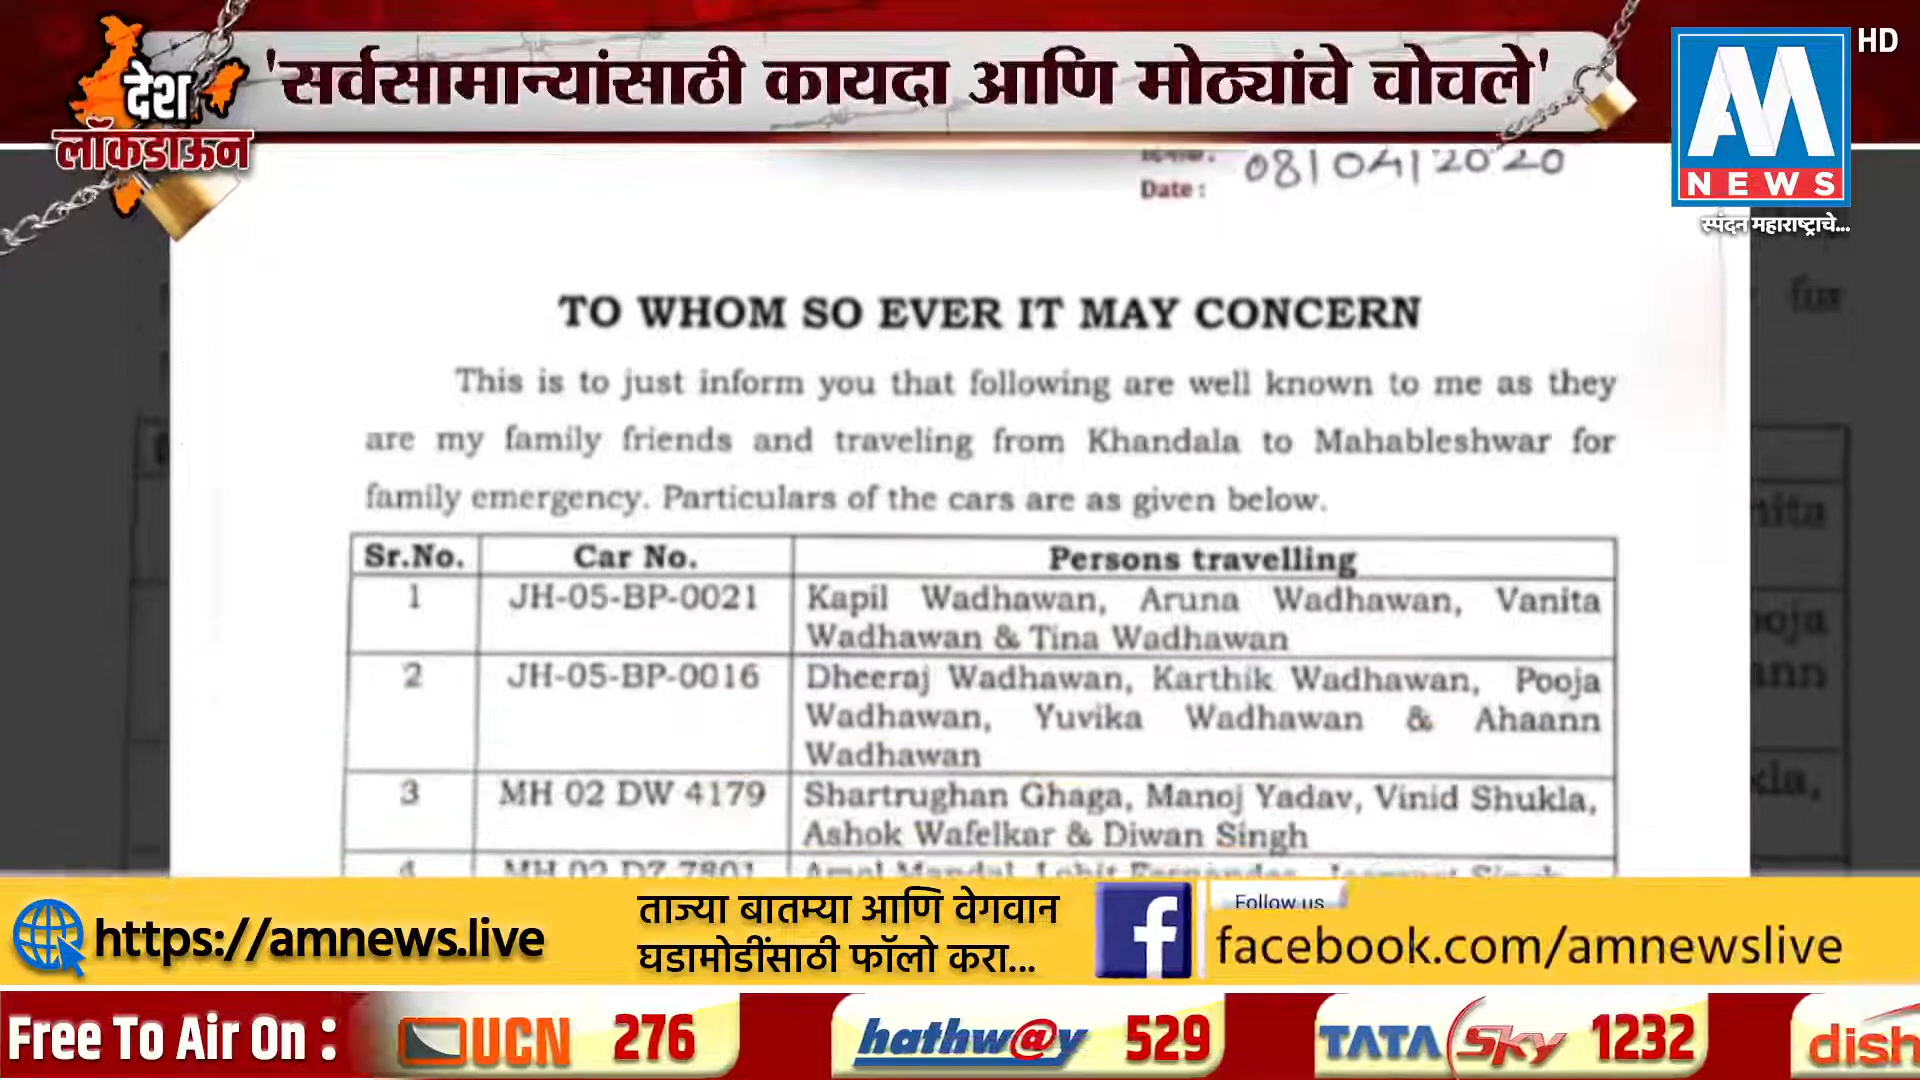 देश
लॉकडाऊन
'सर्वसामान्यांसाठी कायदा आणि मोठ्यांचे चोचले'
HD
AM
NEWS
स्पंदन महाराष्ट्राचे...
Date : 08/04/2020
TO WHOM SO EVER IT MAY CONCERN
This is to just inform you that following are well known to me as they
are my family friends and traveling from Khandala to Mahableshwar for
family emergency. Particulars of the cars are as given below.
Sr.No. Car No. Persons travelling
1 JH-05-BP-0021 Kapil Wadhawan, Aruna Wadhawan, Vanita
Wadhawan & Tina Wadhawan
2 JH-05-BP-0016 Dheeraj Wadhawan, Karthik Wadhawan, Pooja
Wadhawan, Yuvika Wadhawan & Ahaann
Wadhawan
3 MH 02 DW 4179 Shartrughan Ghaga, Manoj Yadav, Vinid Shukla,
Ashok Wafelkar & Diwan Singh
https://amnews.live
ताज्या बातम्या आणि वेगवान
घडामोडींसाठी फॉलो करा...
f
Follow us
facebook.com/amnewslive
Free To Air On : UCN 276 hathw@y 529 TATA Sky 1232 dish